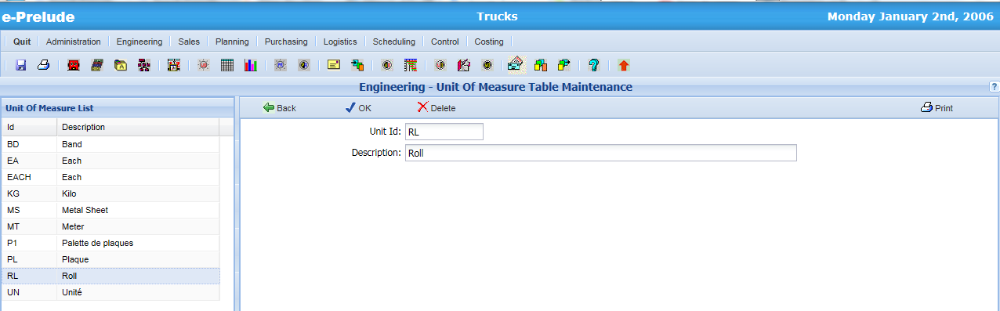 e-Prelude Trucks Monday January 2nd, 2006
Quit Administration Engineering Sales Planning Purchasing Logistics Scheduling Control Costing
Engineering - Unit Of Measure Table Maintenance ?
Unit Of Measure List
Back OK Delete Print
Id Description
BD Band
EA Each
EACH Each
KG Kilo
MS Metal Sheet
MT Meter
P1 Palette de plaques
PL Plaque
RL Roll
UN Unité
Unit Id: RL
Description: Roll